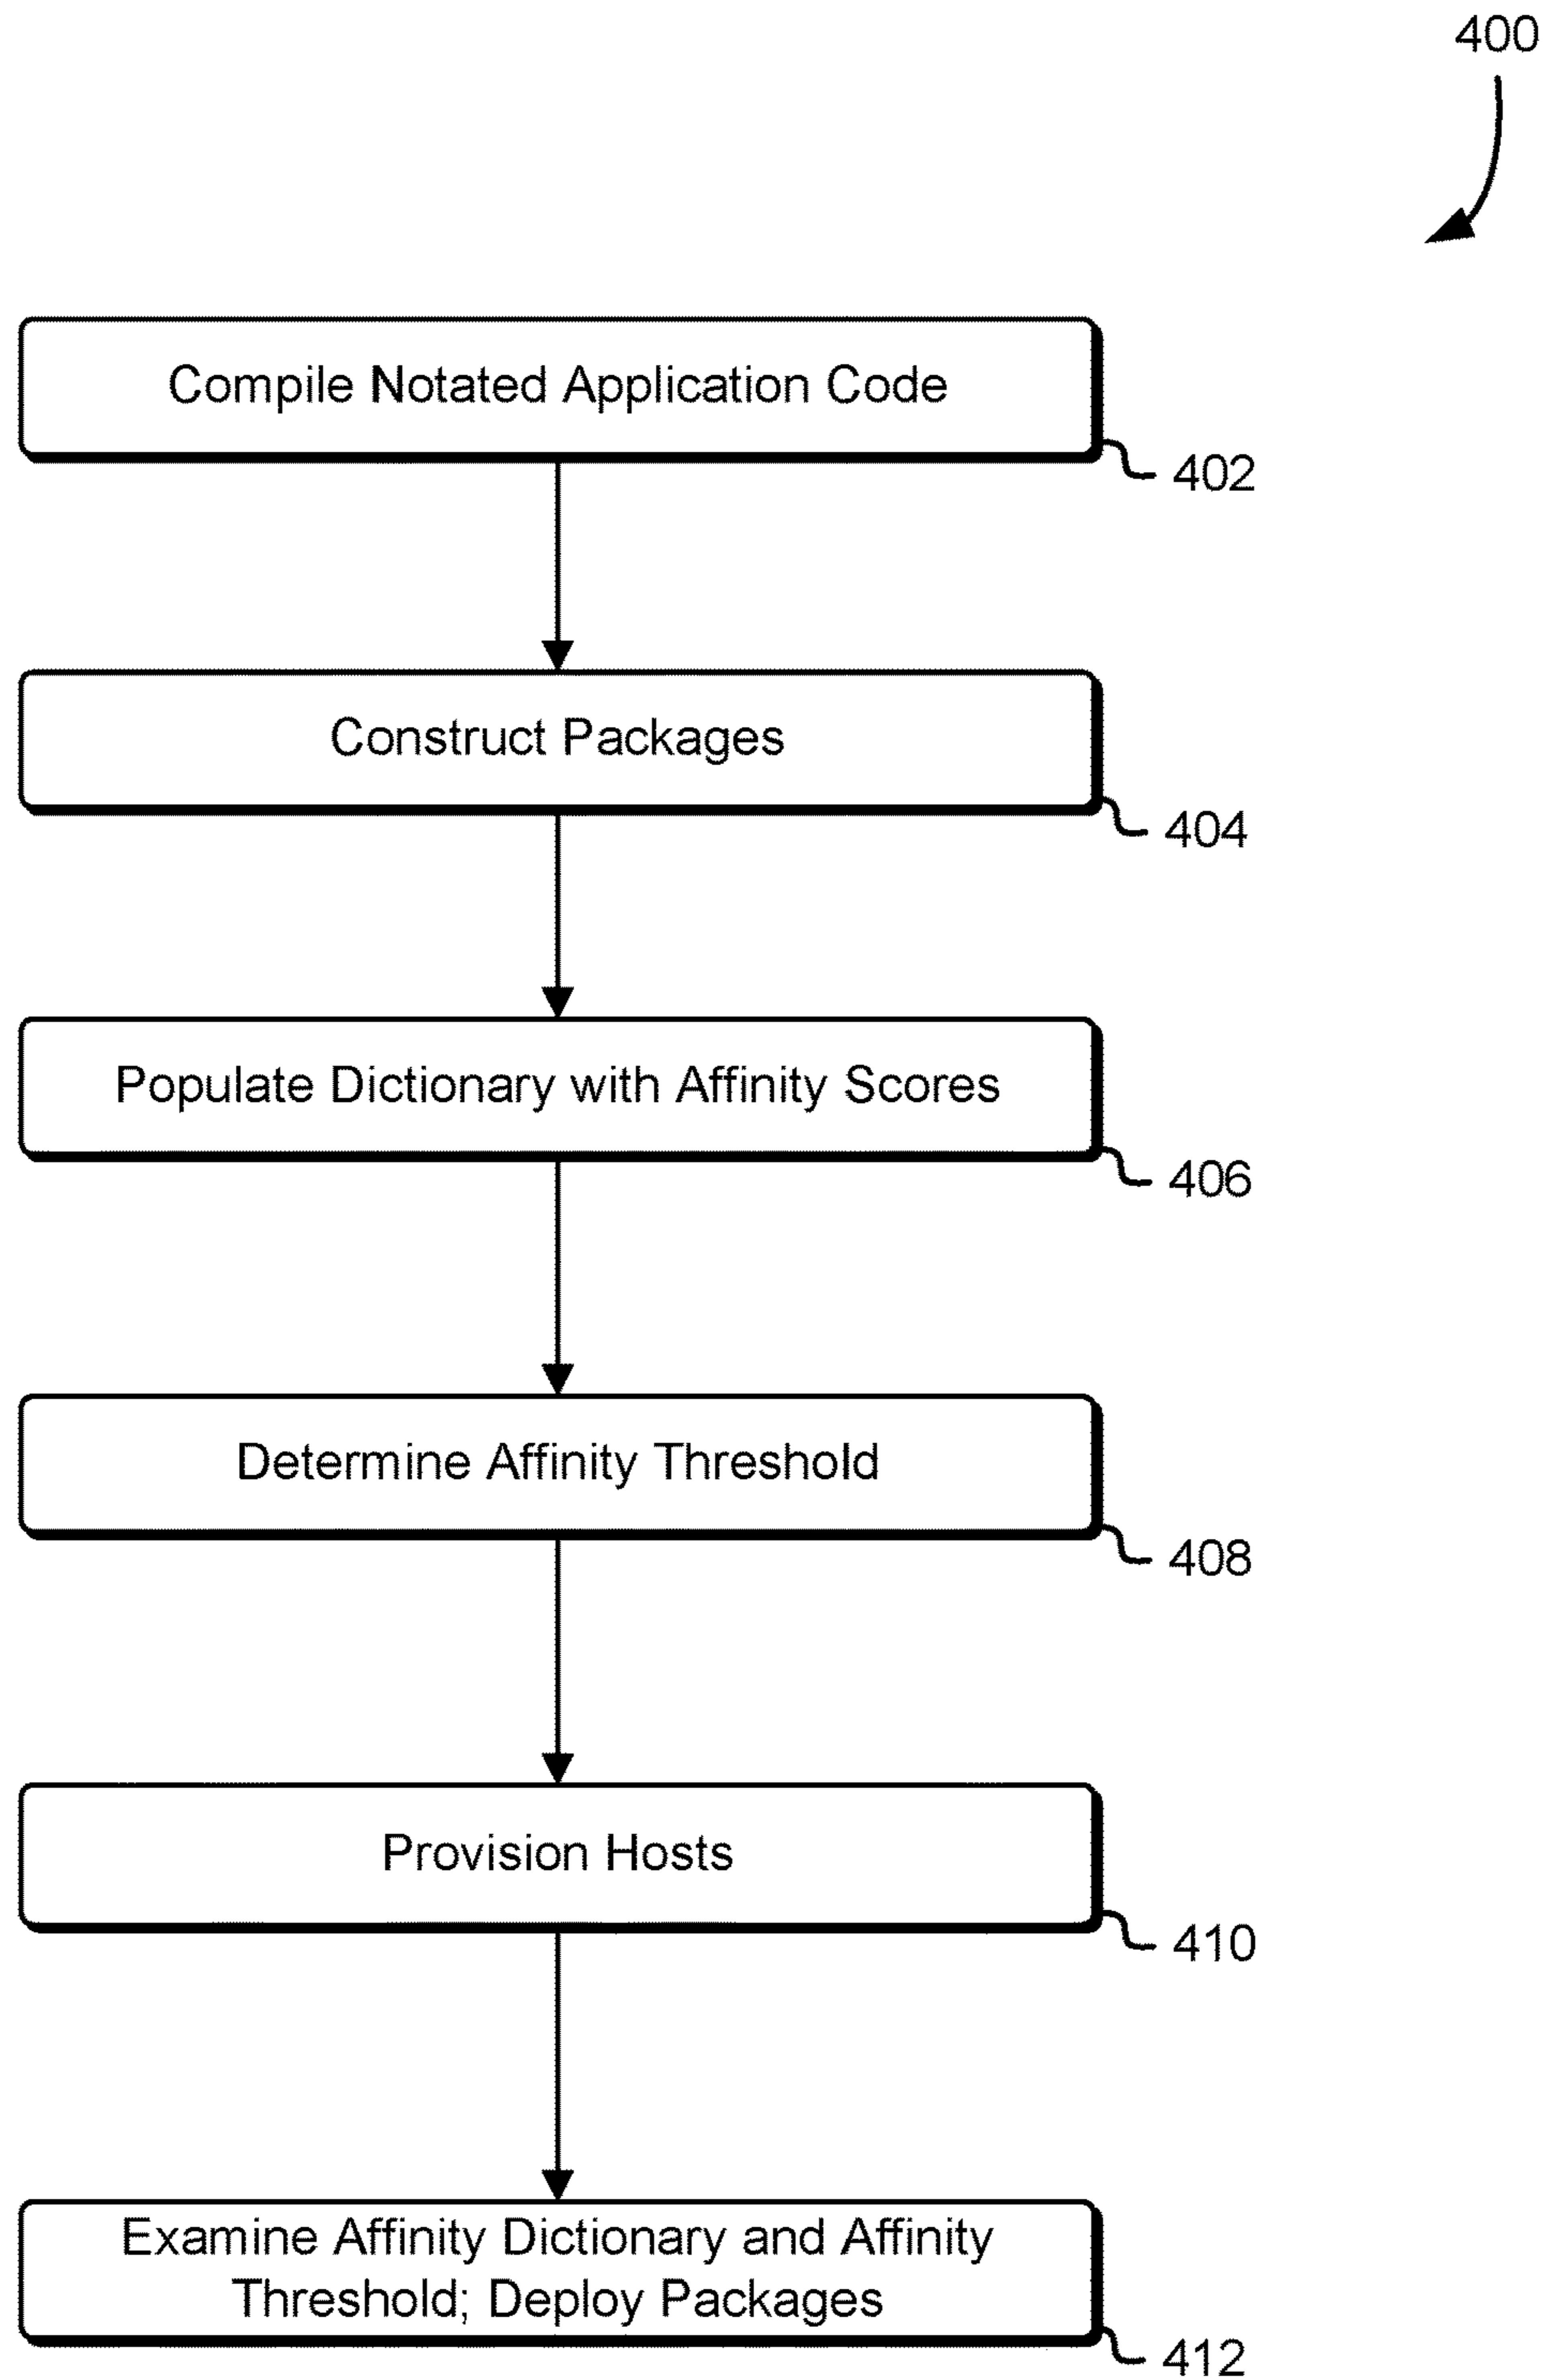 400
Compile Notated Application Code
402
Construct Packages
404
Populate Dictionary with Affinity Scores
406
Determine Affinity Threshold
408
Provision Hosts
410
Examine Affinity Dictionary and Affinity
Threshold; Deploy Packages
412